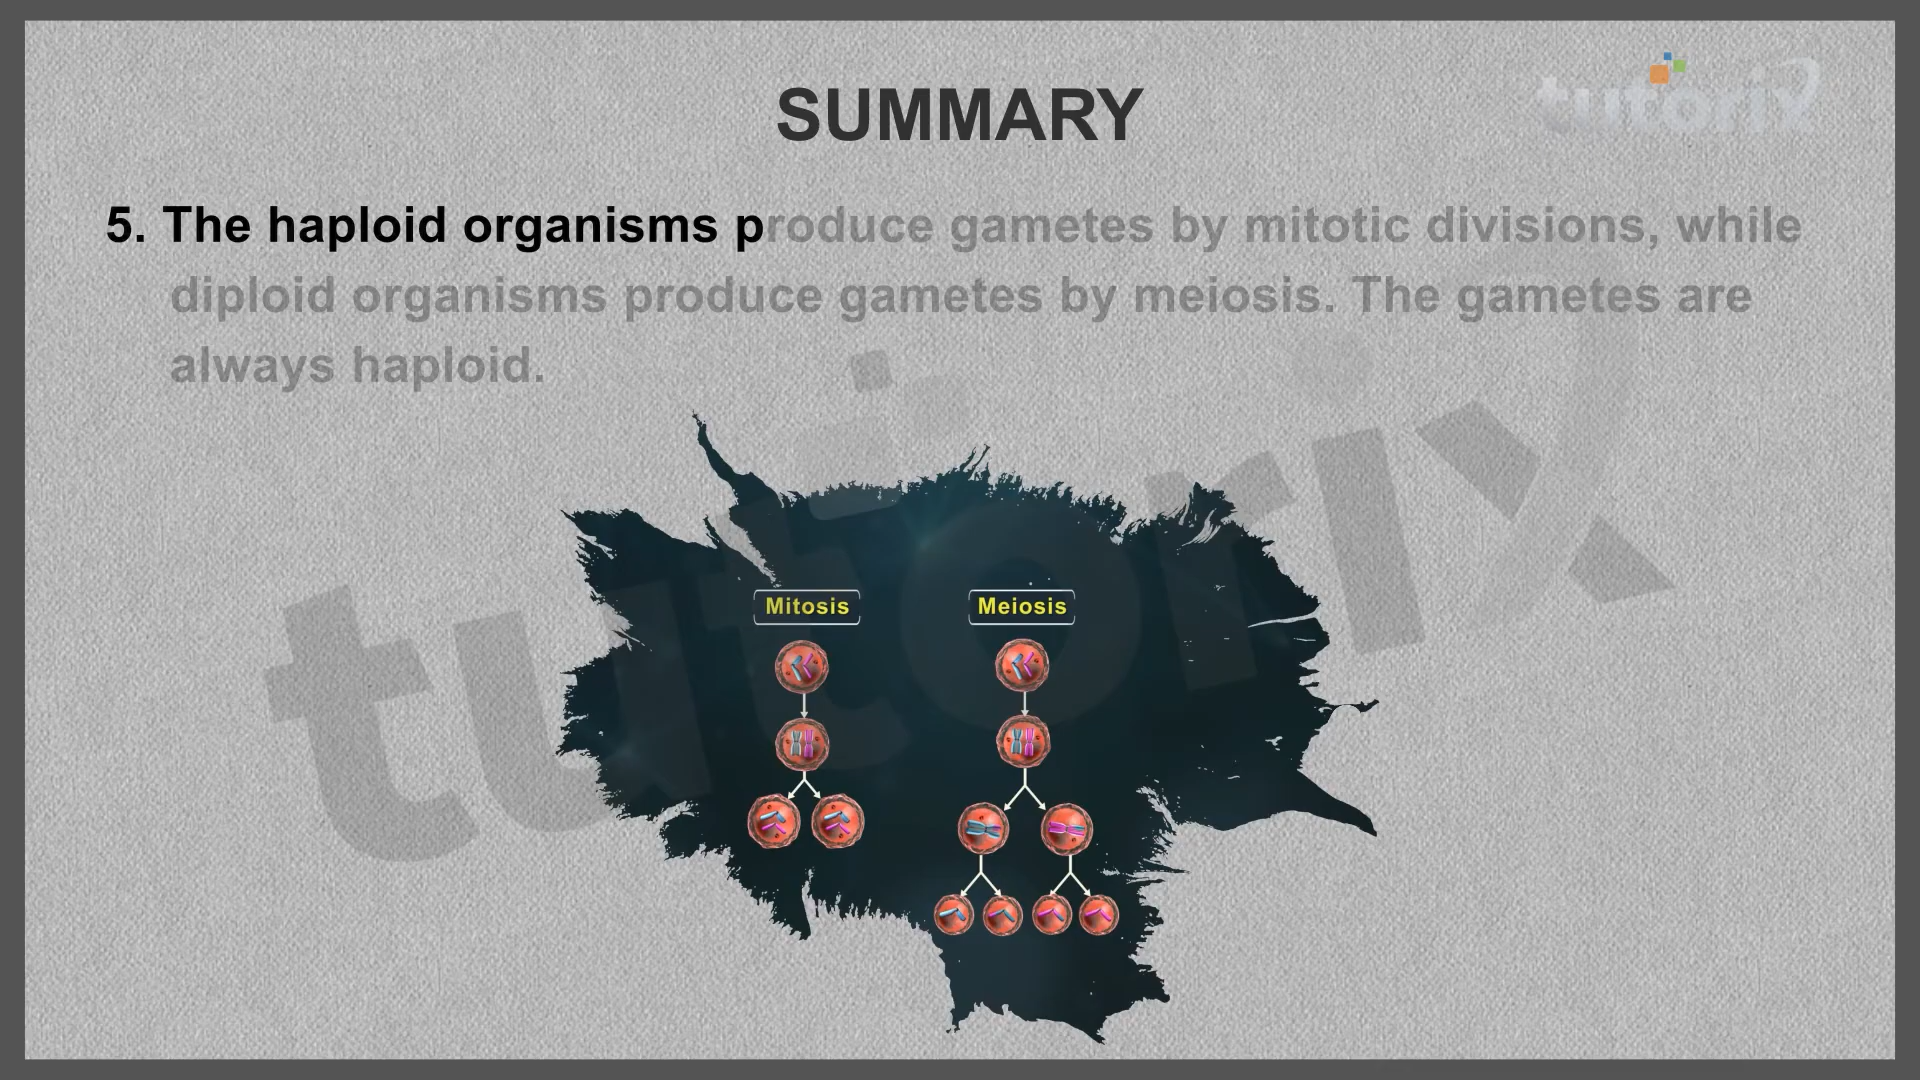 tutorix
SUMMARY
5. The haploid organisms produce gametes by mitotic divisions, while
diploid organisms produce gametes by meiosis. The gametes are
always haploid.
tutorix
Mitosis
Meiosis